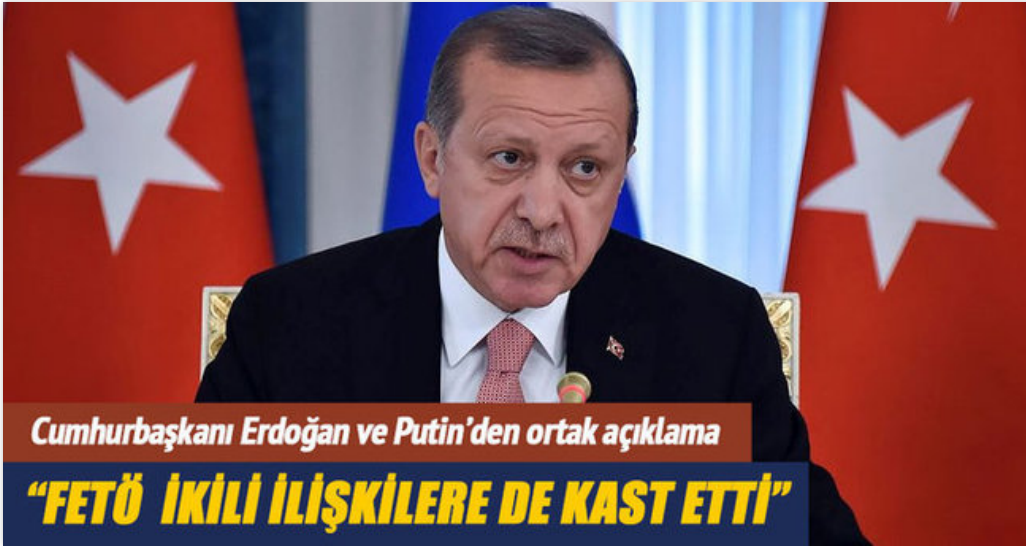 Cumhurbaşkanı Erdoğan ve Putin’den ortak açıklama
“FETÖ İKİLİ İLİŞKİLERE DE KAST ETTİ”